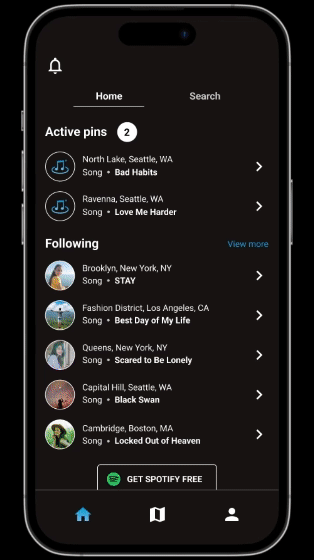 Home
Search
Active pins
2
North Lake, Seattle, WA
Song • Bad Habits
Ravenna, Seattle, WA
Song • Love Me Harder
Following
View more
Brooklyn, New York, NY
Song • STAY
Fashion District, Los Angeles, CA
Song • Best Day of My Life
Queens, New York, NY
Song • Scared to Be Lonely
Capital Hill, Seattle, WA
Song • Black Swan
Cambridge, Boston, MA
Song • Locked Out of Heaven
GET SPOTIFY FREE